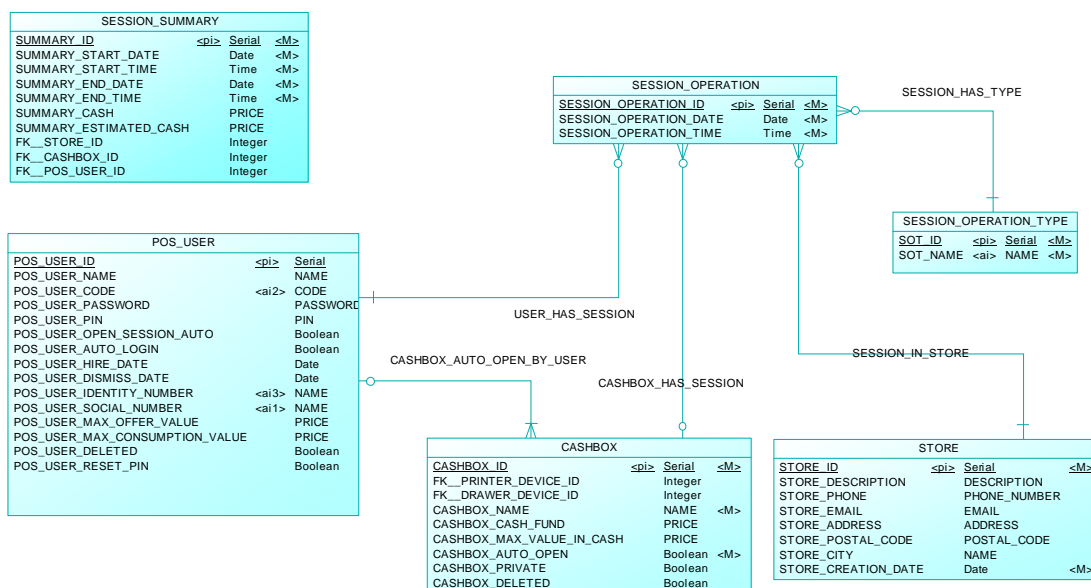 SESSION_SUMMARY
SUMMARY_ID <pi> Serial <M>
SUMMARY_START_DATE Date <M>
SUMMARY_START_TIME Time <M>
SUMMARY_END_DATE Date <M>
SUMMARY_END_TIME Time <M>
SUMMARY_CASH PRICE
SUMMARY_ESTIMATED_CASH PRICE
FK__STORE_ID Integer
FK__CASHBOX_ID Integer
FK__POS_USER_ID Integer
SESSION_OPERATION
SESSION_OPERATION_ID <pi> Serial <M>
SESSION_OPERATION_DATE Date <M>
SESSION_OPERATION_TIME Time <M>
SESSION_HAS_TYPE
SESSION_OPERATION_TYPE
SOT_ID <pi> Serial <M>
SOT_NAME <ai> NAME <M>
POS_USER
POS_USER_ID <pi> Serial
POS_USER_NAME NAME
POS_USER_CODE <ai2> CODE
POS_USER_PASSWORD PASSWORD
POS_USER_PIN PIN
POS_USER_OPEN_SESSION_AUTO Boolean
POS_USER_AUTO_LOGIN Boolean
POS_USER_HIRE_DATE Date
POS_USER_DISMISS_DATE Date
POS_USER_IDENTITY_NUMBER <ai3> NAME
POS_USER_SOCIAL_NUMBER <ai1> NAME
POS_USER_MAX_OFFER_VALUE PRICE
POS_USER_MAX_CONSUMPTION_VALUE PRICE
POS_USER_DELETED Boolean
POS_USER_RESET_PIN Boolean
USER_HAS_SESSION
CASHBOX_AUTO_OPEN_BY_USER
CASHBOX_HAS_SESSION
SESSION_IN_STORE
CASHBOX
CASHBOX_ID <pi> Serial <M>
FK__PRINTER_DEVICE_ID Integer
FK__DRAWER_DEVICE_ID Integer
CASHBOX_NAME NAME <M>
CASHBOX_CASH_FUND PRICE
CASHBOX_MAX_VALUE_IN_CASH PRICE
CASHBOX_AUTO_OPEN Boolean <M>
CASHBOX_PRIVATE Boolean
CASHBOX_DELETED Boolean
STORE
STORE_ID <pi> Serial <M>
STORE_DESCRIPTION DESCRIPTION
STORE_PHONE PHONE_NUMBER
STORE_EMAIL EMAIL
STORE_ADDRESS ADDRESS
STORE_POSTAL_CODE POSTAL_CODE
STORE_CITY NAME
STORE_CREATION_DATE Date <M>